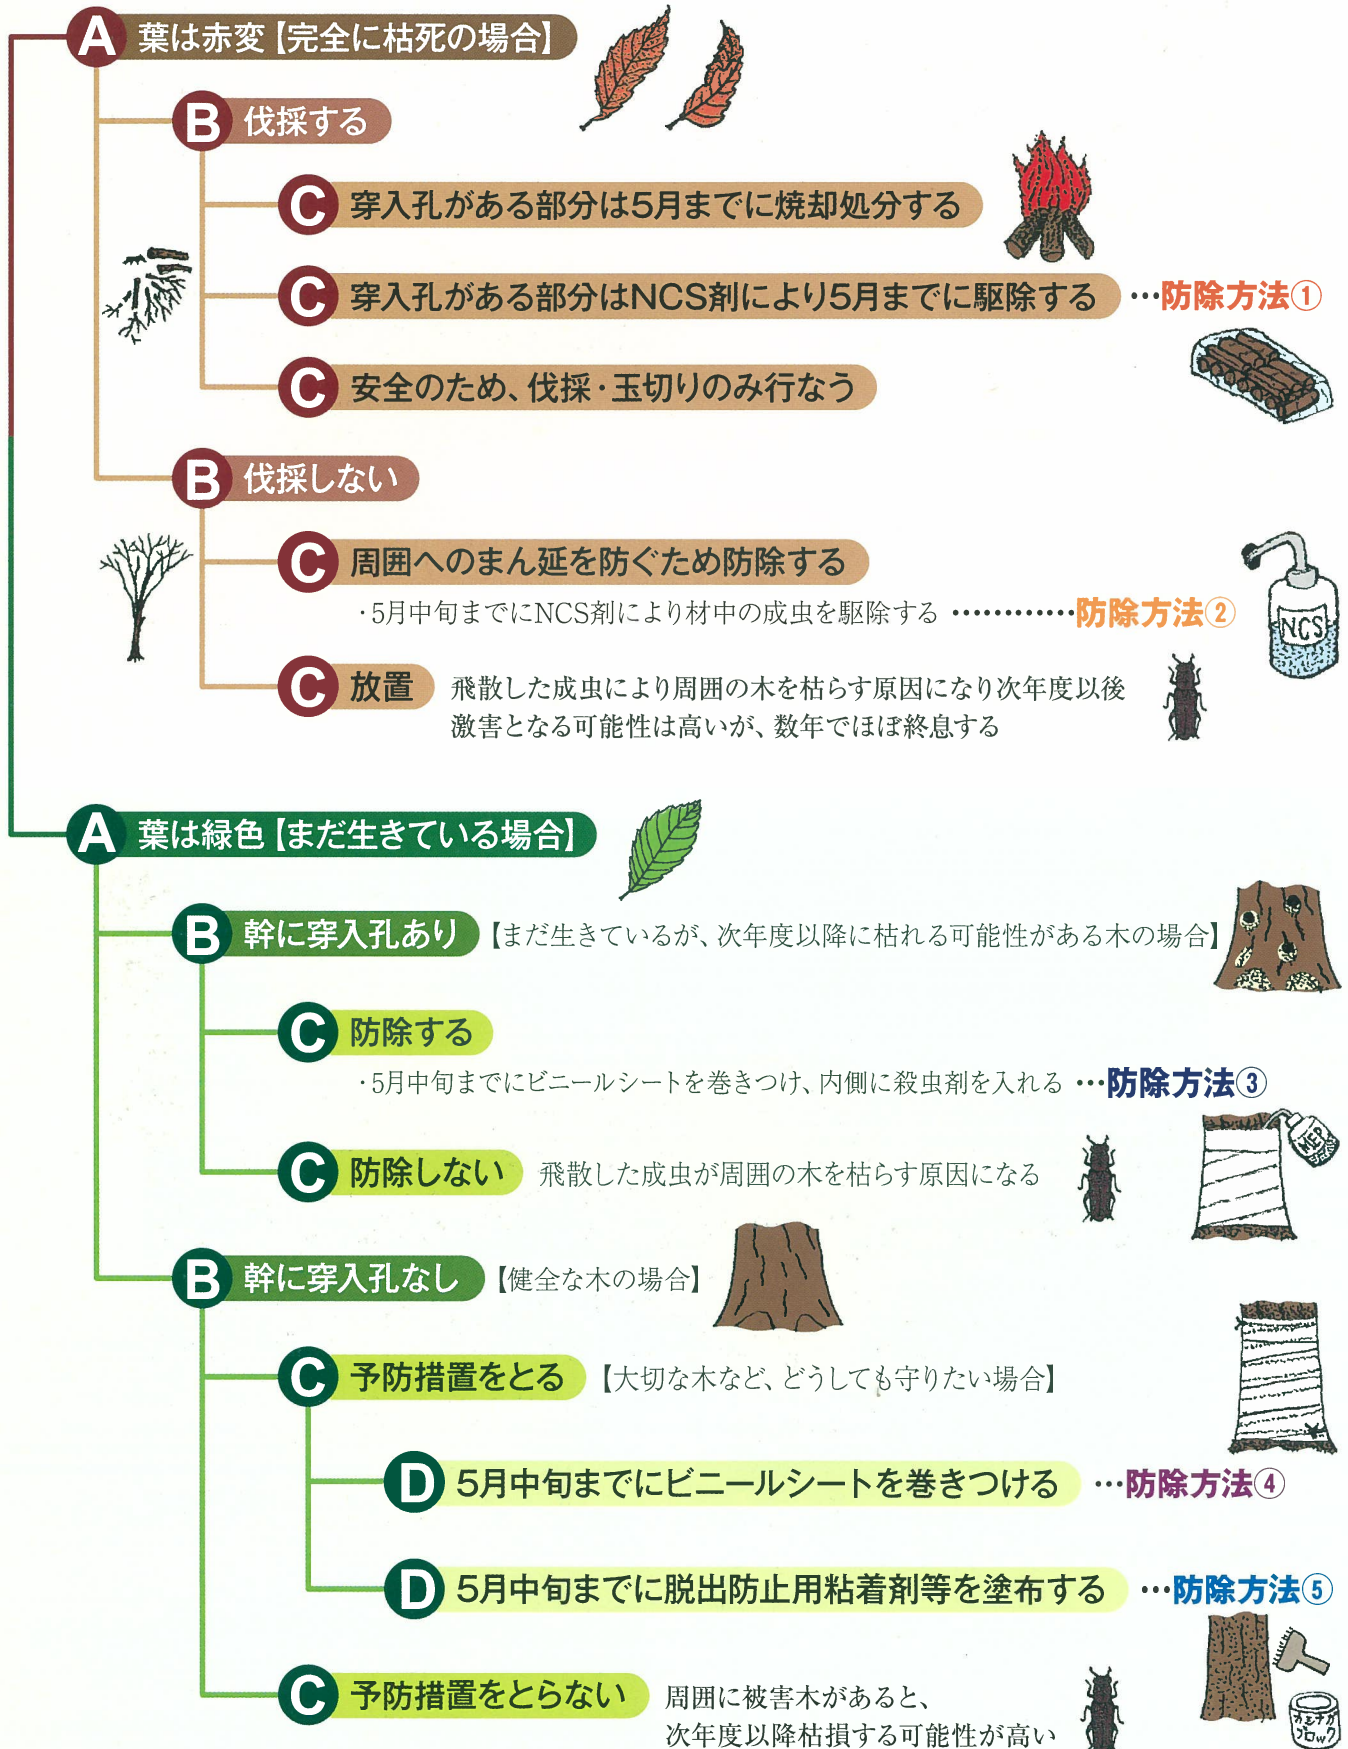 A 葉は赤変【完全に枯死の場合】
B 伐採する
C 穿入孔がある部分は5月までに焼却処分する
C 穿入孔がある部分はNCS剤により5月までに駆除する …防除方法①
C 安全のため、伐採・玉切りのみ行なう
B 伐採しない
C 周囲へのまん延を防ぐため防除する
・5月中旬までにNCS剤により材中の成虫を駆除する …………防除方法②
NCS
C 放置 飛散した成虫により周囲の木を枯らす原因になり次年度以後
激害となる可能性は高いが、数年でほぼ終息する
A 葉は緑色【まだ生きている場合】
B 幹に穿入孔あり【まだ生きているが、次年度以降に枯れる可能性がある木の場合】
C 防除する
・5月中旬までにビニールシートを巻きつけ、内側に殺虫剤を入れる …防除方法③
MEP
C 防除しない 飛散した成虫が周囲の木を枯らす原因になる
B 幹に穿入孔なし【健全な木の場合】
C 予防措置をとる【大切な木など、どうしても守りたい場合】
D 5月中旬までにビニールシートを巻きつける …防除方法④
D 5月中旬までに脱出防止用粘着剤等を塗布する …防除方法⑤
C 予防措置をとらない 周囲に被害木があると、
次年度以降枯損する可能性が高い
カシナガ
ブロック